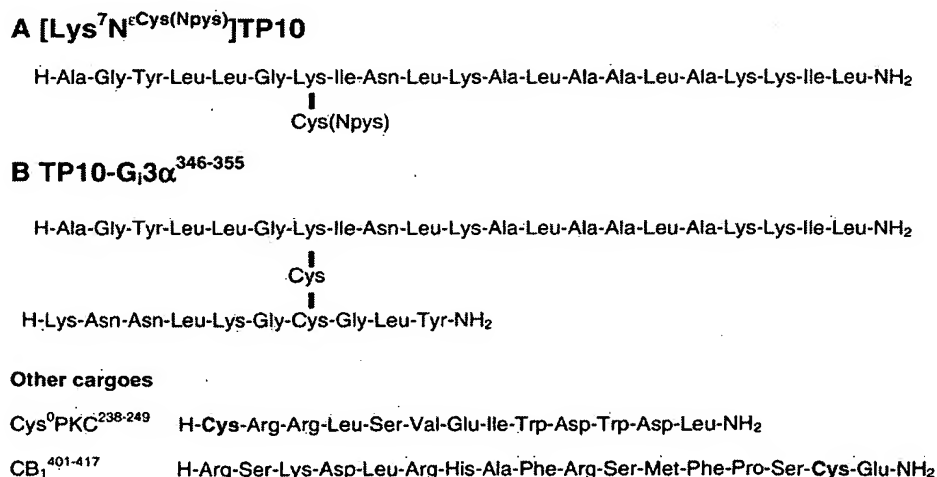 A [Lys⁷N^εCys(Npys)]TP10
H-Ala-Gly-Tyr-Leu-Leu-Gly-Lys-Ile-Asn-Leu-Lys-Ala-Leu-Ala-Ala-Leu-Ala-Lys-Lys-Ile-Leu-NH₂
Cys(Npys)
B TP10-Gᵢ3α³⁴⁶⁻³⁵⁵
H-Ala-Gly-Tyr-Leu-Leu-Gly-Lys-Ile-Asn-Leu-Lys-Ala-Leu-Ala-Ala-Leu-Ala-Lys-Lys-Ile-Leu-NH₂
Cys
H-Lys-Asn-Asn-Leu-Lys-Gly-Cys-Gly-Leu-Tyr-NH₂
Other cargoes
Cys⁰PKC²³⁸⁻²⁴⁹ H-Cys-Arg-Arg-Leu-Ser-Val-Glu-Ile-Trp-Asp-Trp-Asp-Leu-NH₂
CB₁⁴⁰¹⁻⁴¹⁷ H-Arg-Ser-Lys-Asp-Leu-Arg-His-Ala-Phe-Arg-Ser-Met-Phe-Pro-Ser-Cys-Glu-NH₂